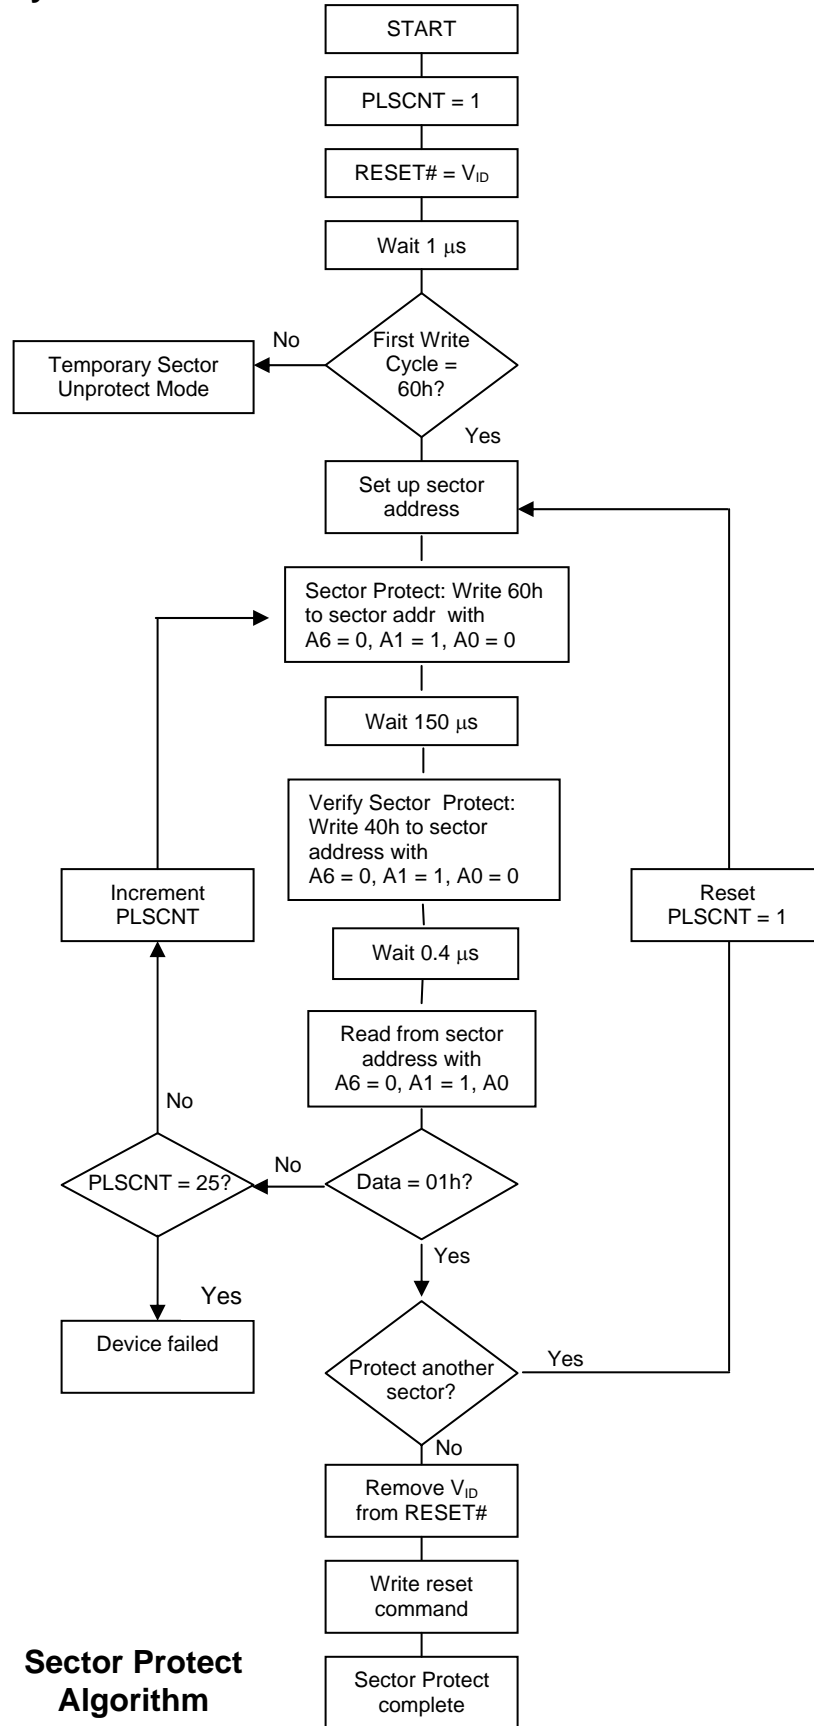 START
PLSCNT = 1
RESET# = VID
Wait 1 μs
First Write
Cycle =
60h?
No
Temporary Sector
Unprotect Mode
Yes
Set up sector
address
Sector Protect: Write 60h
to sector addr with
A6 = 0, A1 = 1, A0 = 0
Wait 150 μs
Verify Sector Protect:
Write 40h to sector
address with
A6 = 0, A1 = 1, A0 = 0
Increment
PLSCNT
Reset
PLSCNT = 1
Wait 0.4 μs
Read from sector
address with
A6 = 0, A1 = 1, A0
No
PLSCNT = 25?
No
Data = 01h?
Yes
Yes
Device failed
Protect another
sector?
Yes
No
Remove VID
from RESET#
Write reset
command
Sector Protect
Algorithm
Sector Protect
complete